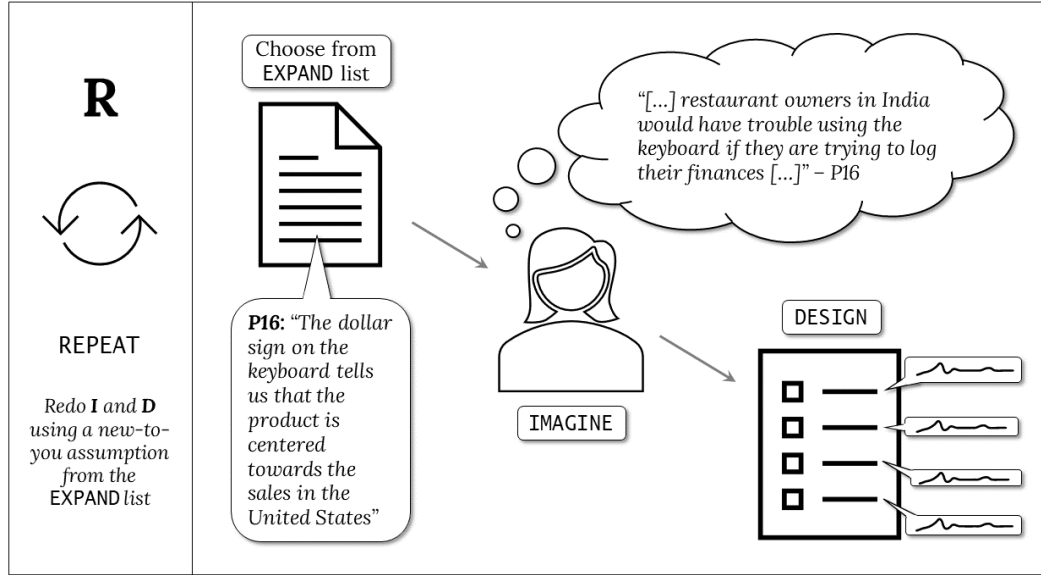 R
REPEAT
Redo I and D
using a new-to-
you assumption
from the
EXPAND list
Choose from
EXPAND list
P16: “The dollar
sign on the
keyboard tells
us that the
product is
centered
towards the
sales in the
United States”
“[…] restaurant owners in India
would have trouble using the
keyboard if they are trying to log
their finances […]” – P16
IMAGINE
DESIGN